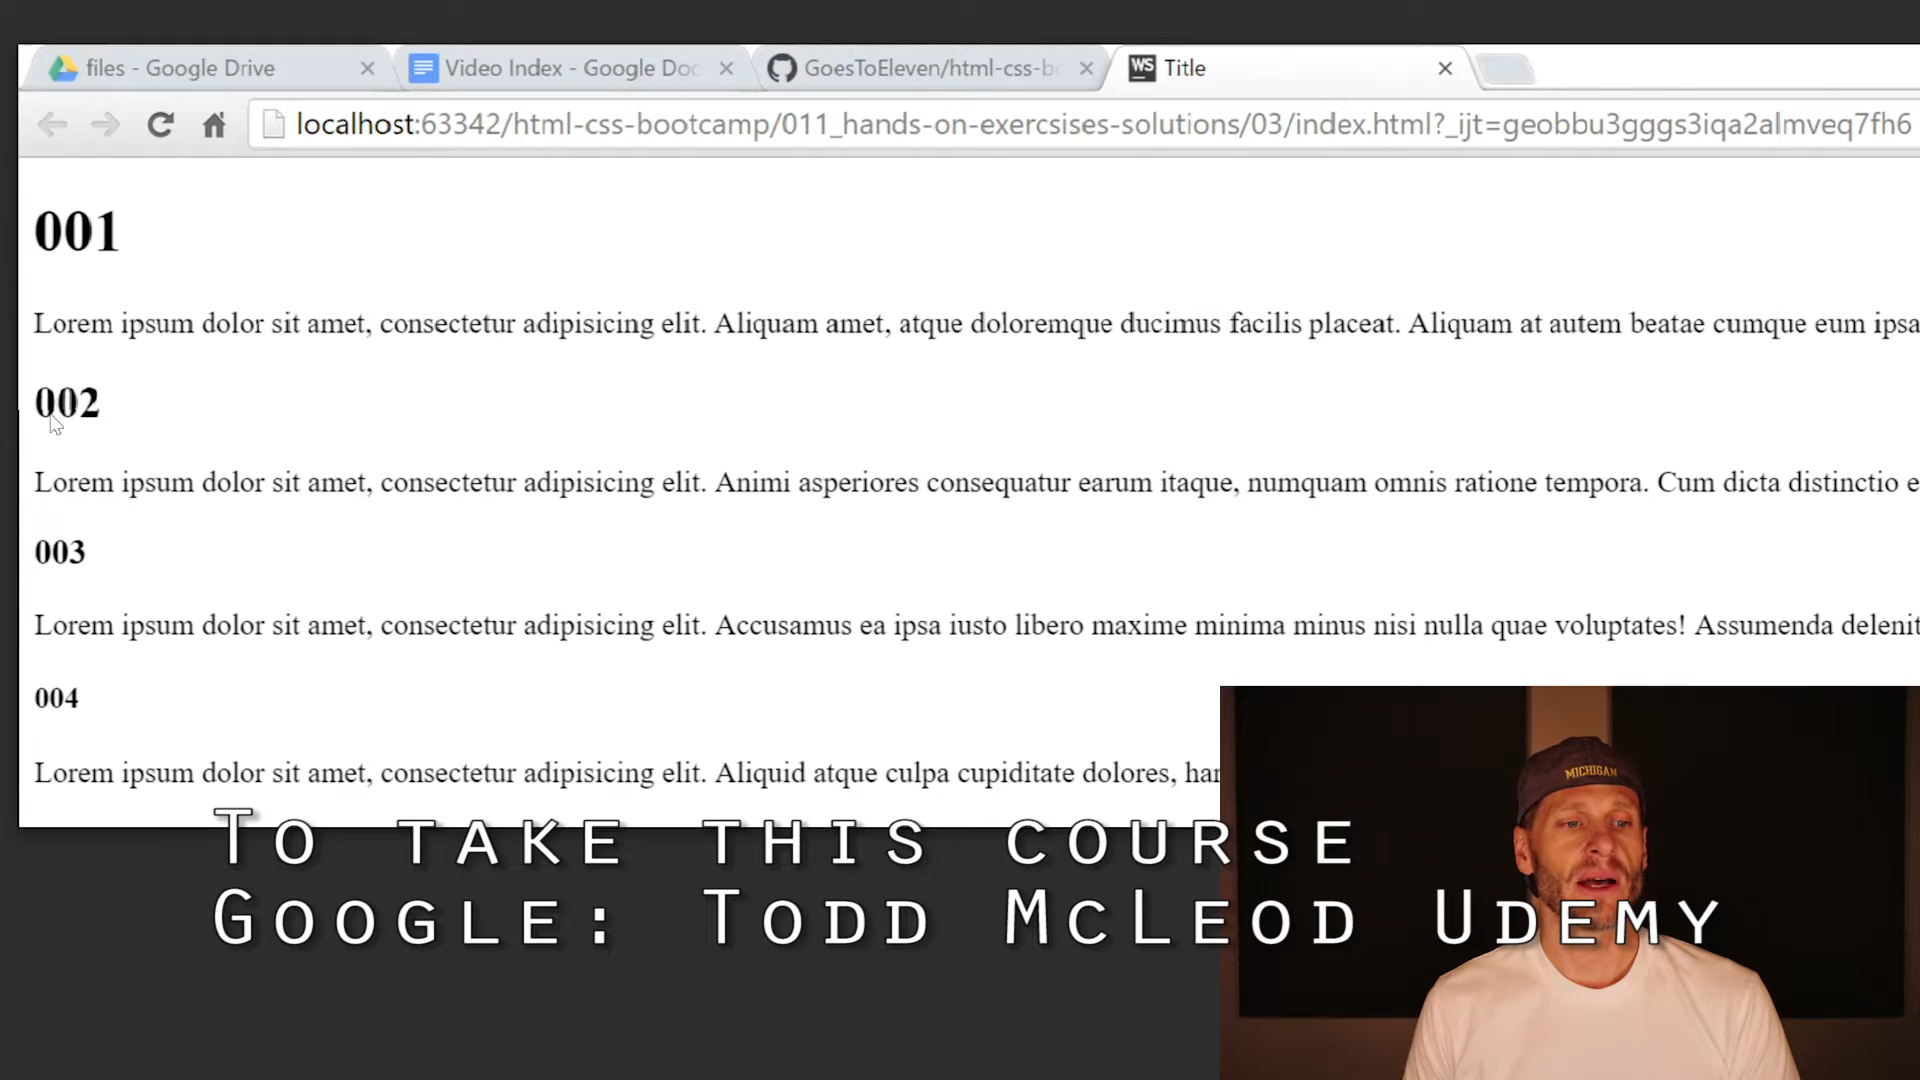 files - Google Drive
Video Index - Google Doc
GoesToEleven/html-css-b
WS Title
localhost:63342/html-css-bootcamp/011_hands-on-exercsises-solutions/03/index.html?_ijt=geobbu3gggs3iqa2almveq7fh6
001
Lorem ipsum dolor sit amet, consectetur adipisicing elit. Aliquam amet, atque doloremque ducimus facilis placeat. Aliquam at autem beatae cumque eum ipsa
002
Lorem ipsum dolor sit amet, consectetur adipisicing elit. Animi asperiores consequatur earum itaque, numquam omnis ratione tempora. Cum dicta distinctio e
003
Lorem ipsum dolor sit amet, consectetur adipisicing elit. Accusamus ea ipsa iusto libero maxime minima minus nisi nulla quae voluptates! Assumenda delenit
004
Lorem ipsum dolor sit amet, consectetur adipisicing elit. Aliquid atque culpa cupiditate dolores, har
MICHIGAN
To take this course
Google: Todd McLeod Udemy